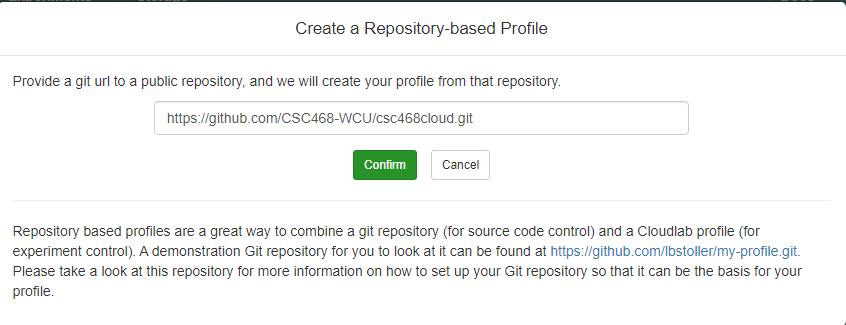 Create a Repository-based Profile
Provide a git url to a public repository, and we will create your profile from that repository.
https://github.com/CSC468-WCU/csc468cloud.git
Confirm Cancel
Repository based profiles are a great way to combine a git repository (for source code control) and a Cloudlab profile (for
experiment control). A demonstration Git repository for you to look at it can be found at https://github.com/lbstoller/my-profile.git.
Please take a look at this repository for more information on how to set up your Git repository so that it can be the basis for your
profile.